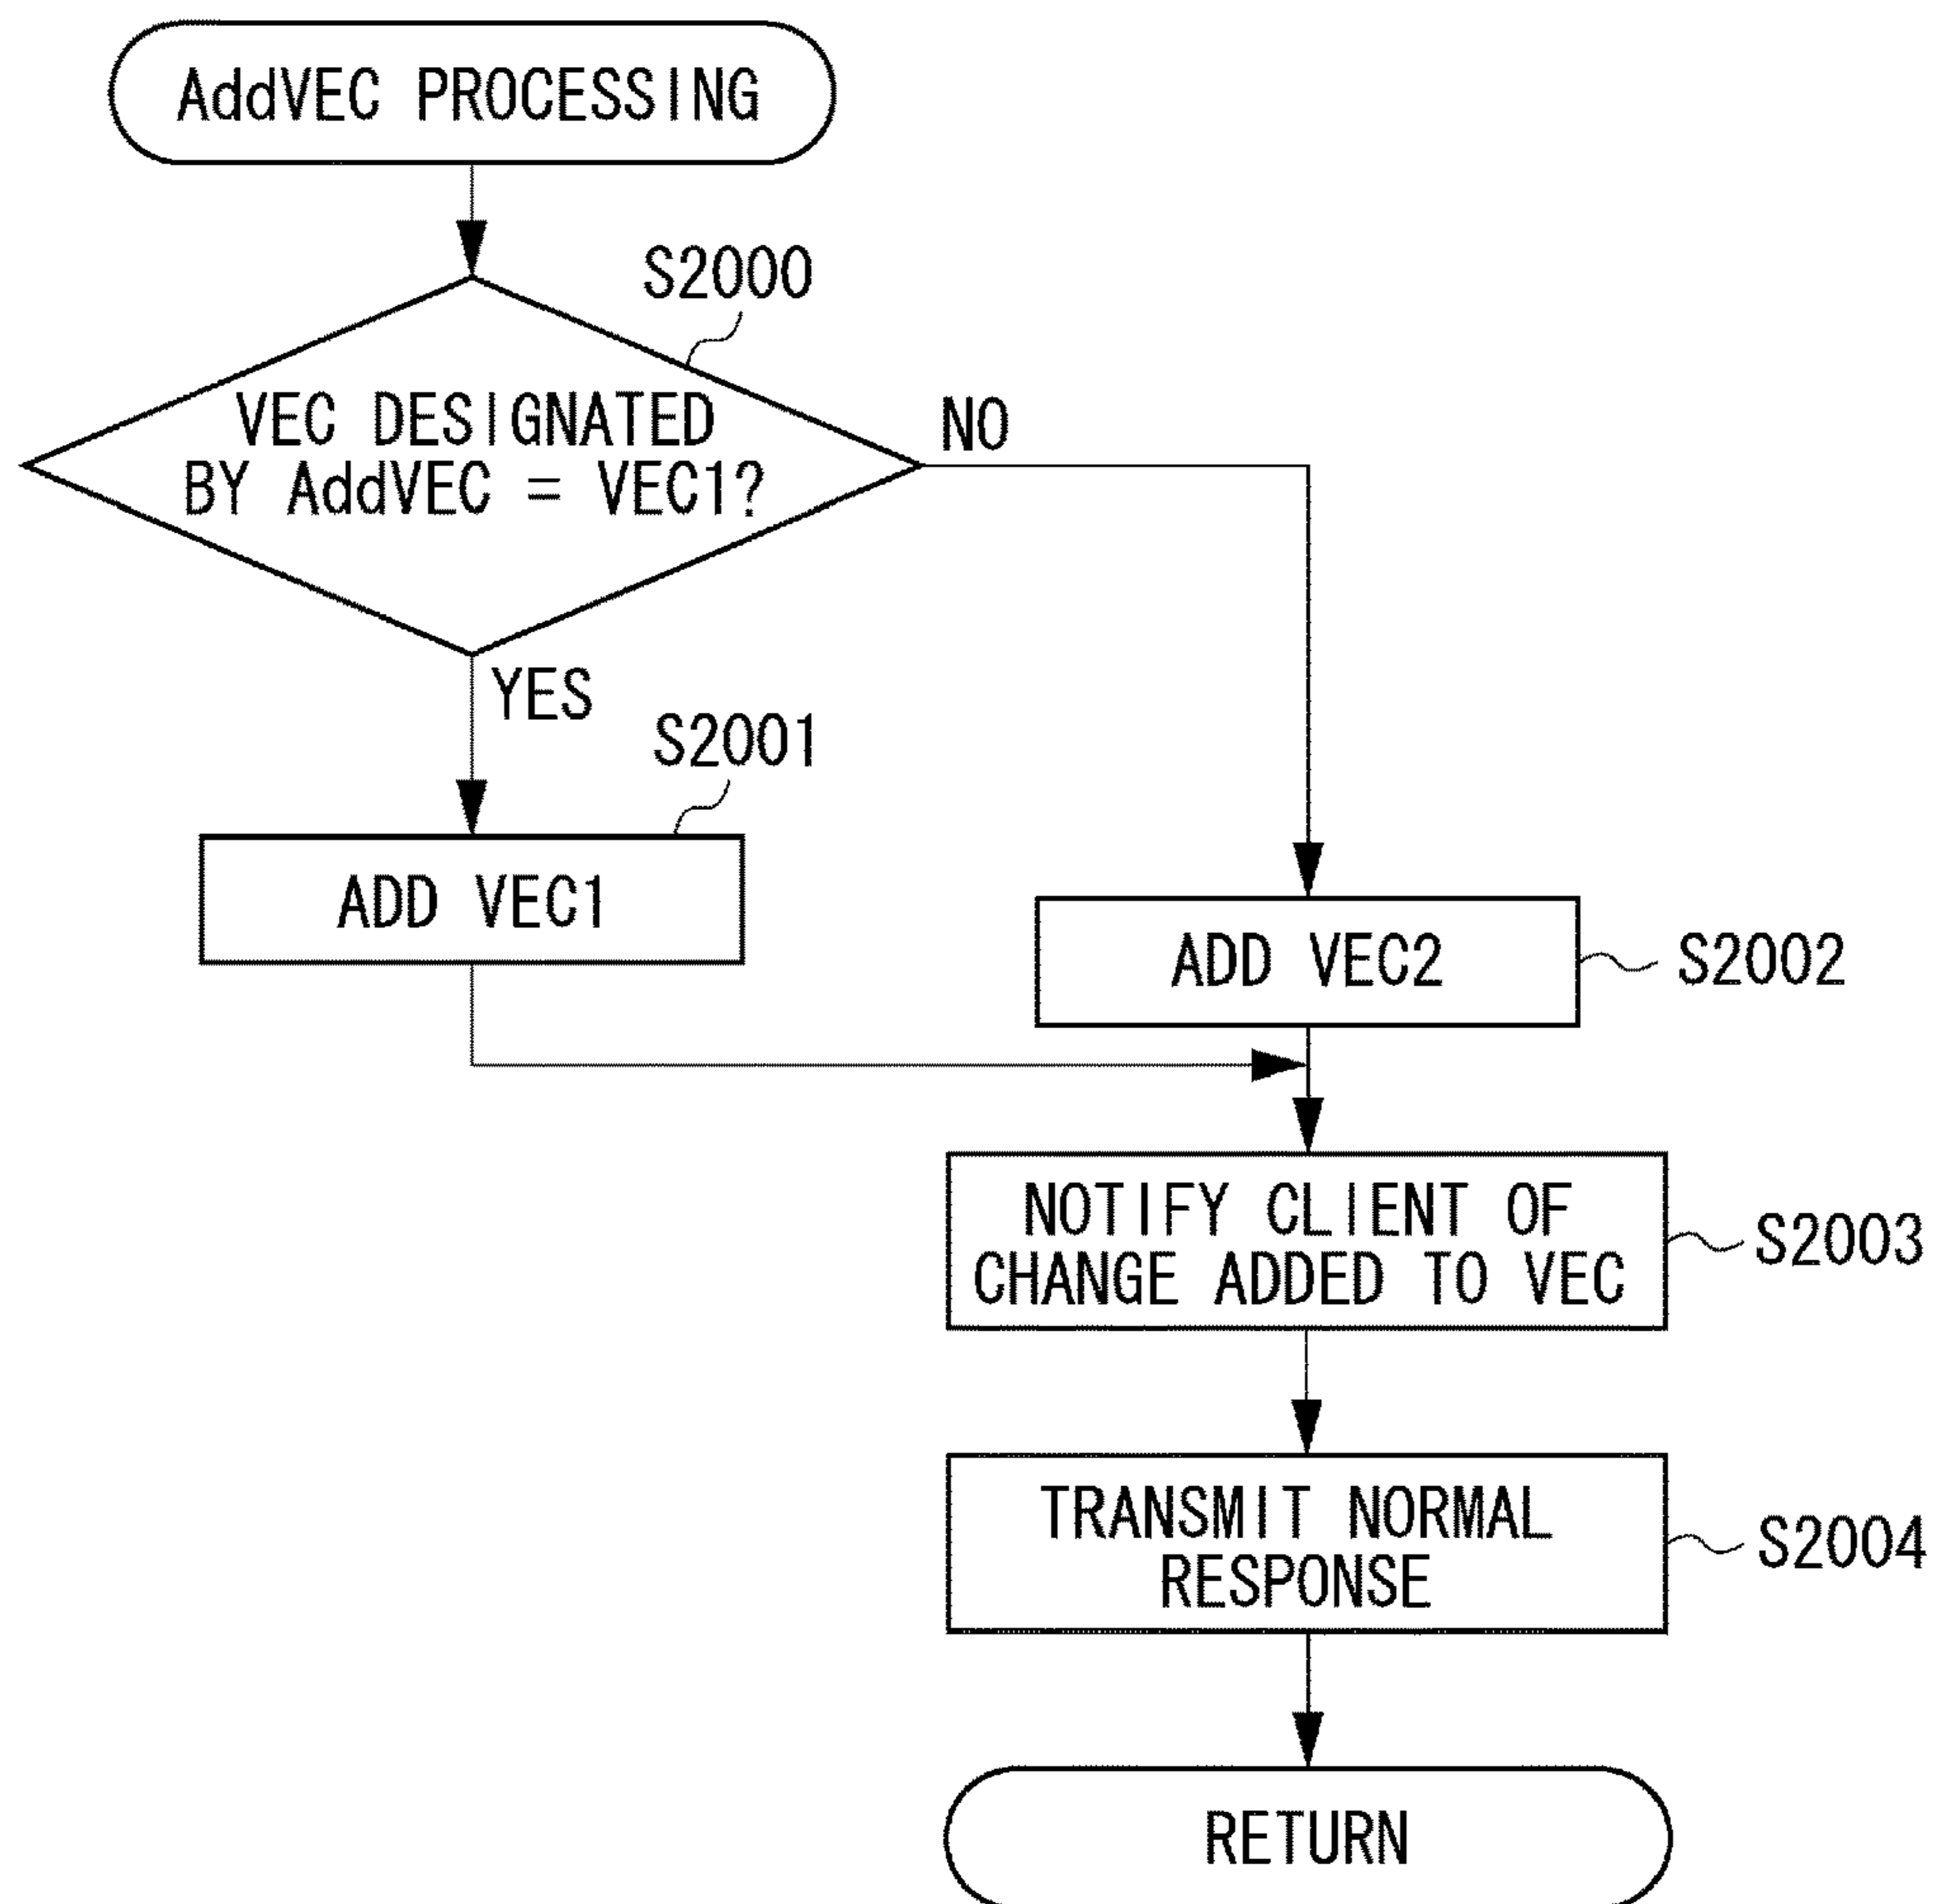 AddVEC PROCESSING
S2000
VEC DESIGNATED
BY AddVEC = VEC1?
NO
YES
S2001
ADD VEC1
ADD VEC2
S2002
NOTIFY CLIENT OF
CHANGE ADDED TO VEC
S2003
TRANSMIT NORMAL
RESPONSE
S2004
RETURN